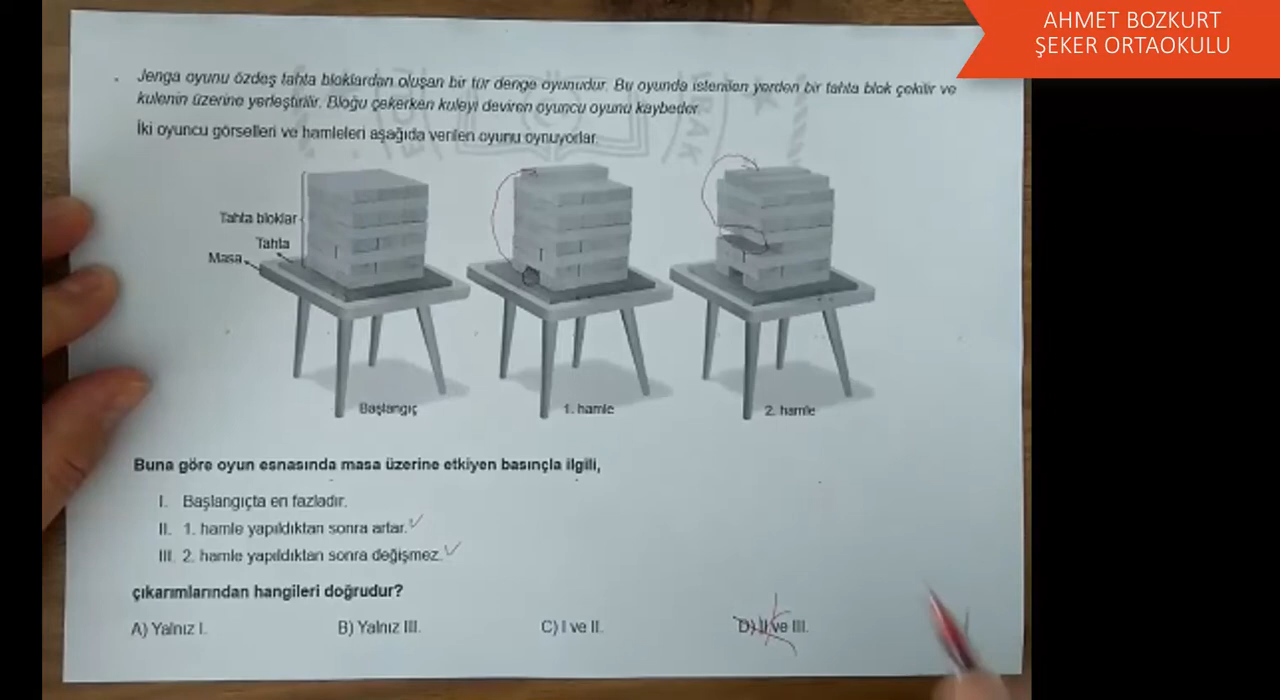 AHMET BOZKURT
ŞEKER ORTAOKULU
Jenga oyunu özdeş tahta bloklardan oluşan bir tür denge oyunudur. Bu oyunda istenilen yerden bir tahta blok çekilir ve
kulenin üzerine yerleştirilir. Bloğu çekerken kuleyi deviren oyuncu oyunu kaybeder.
İki oyuncu görselleri ve hamleleri aşağıda verilen oyunu oynuyorlar.
Tahta bloklar
Tahta
Masa
Başlangıç
1. hamle
2. hamle
Buna göre oyun esnasında masa üzerine etkiyen basınçla ilgili,
I. Başlangıçta en fazladır.
II. 1. hamle yapıldıktan sonra artar.
III. 2. hamle yapıldıktan sonra değişmez.
çıkarımlarından hangileri doğrudur?
A) Yalnız I.
B) Yalnız III.
C) I ve II.
D) II ve III.